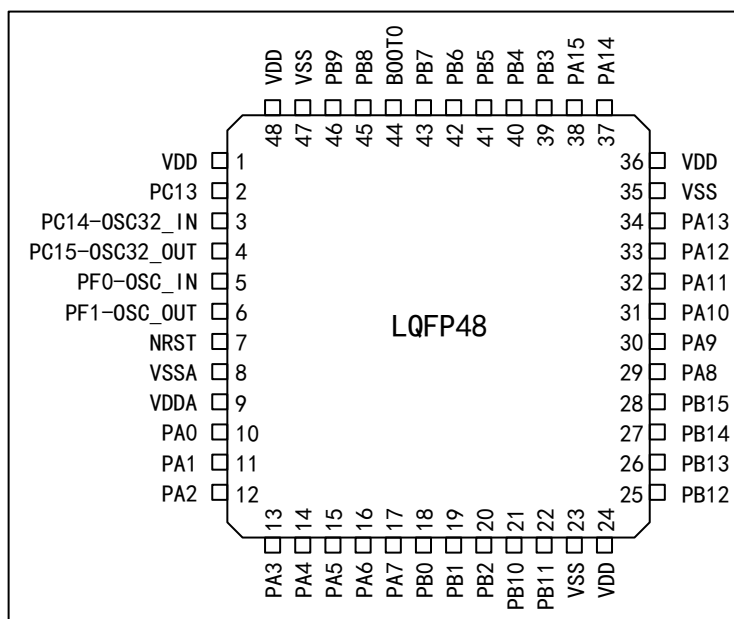 VDD VSS PB9 PB8 BOOT0 PB7 PB6 PB5 PB4 PB3 PA15 PA14
48 47 46 45 44 43 42 41 40 39 38 37
VDD 1 36 VDD
PC13 2 35 VSS
PC14-OSC32_IN 3 34 PA13
PC15-OSC32_OUT 4 33 PA12
PF0-OSC_IN 5 32 PA11
PF1-OSC_OUT 6 31 PA10
LQFP48
NRST 7 30 PA9
VSSA 8 29 PA8
VDDA 9 28 PB15
PA0 10 27 PB14
PA1 11 26 PB13
PA2 12 25 PB12
13 14 15 16 17 18 19 20 21 22 23 24
PA3 PA4 PA5 PA6 PA7 PB0 PB1 PB2 PB10 PB11 VSS VDD